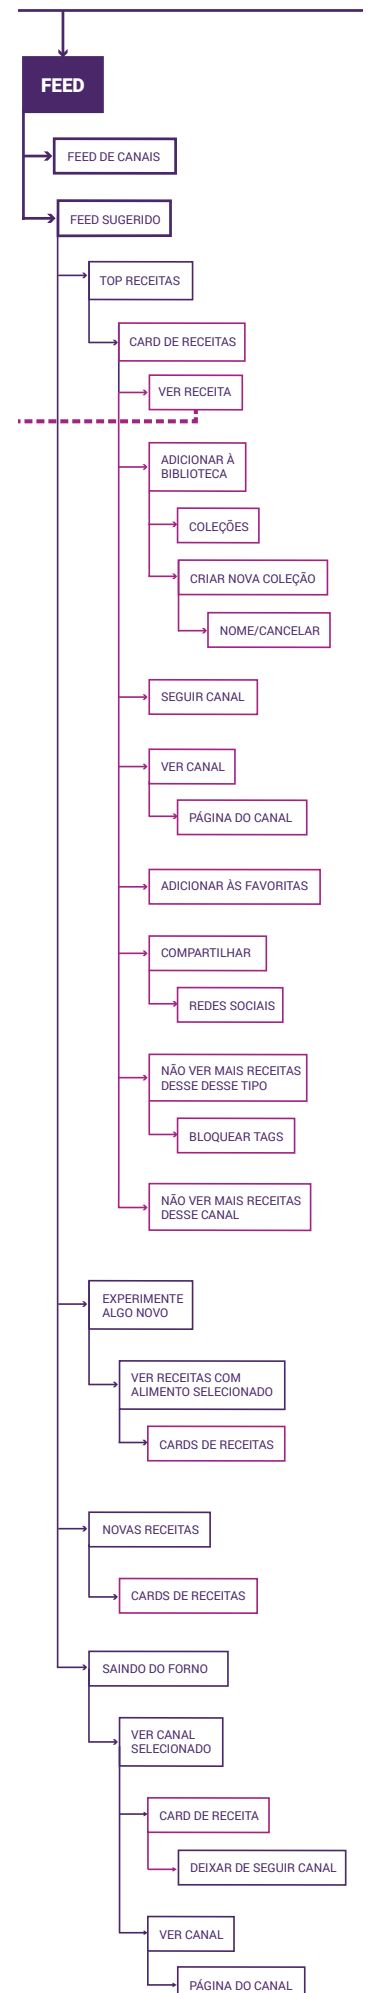 FEED
FEED DE CANAIS
FEED SUGERIDO
TOP RECEITAS
CARD DE RECEITAS
VER RECEITA
ADICIONAR À
BIBLIOTECA
COLEÇÕES
CRIAR NOVA COLEÇÃO
NOME/CANCELAR
SEGUIR CANAL
VER CANAL
PÁGINA DO CANAL
ADICIONAR ÀS FAVORITAS
COMPARTILHAR
REDES SOCIAIS
NÃO VER MAIS RECEITAS
DESSE DESSE TIPO
BLOQUEAR TAGS
NÃO VER MAIS RECEITAS
DESSE CANAL
EXPERIMENTE
ALGO NOVO
VER RECEITAS COM
ALIMENTO SELECIONADO
CARDS DE RECEITAS
NOVAS RECEITAS
CARDS DE RECEITAS
SAINDO DO FORNO
VER CANAL
SELECIONADO
CARD DE RECEITA
DEIXAR DE SEGUIR CANAL
VER CANAL
PÁGINA DO CANAL